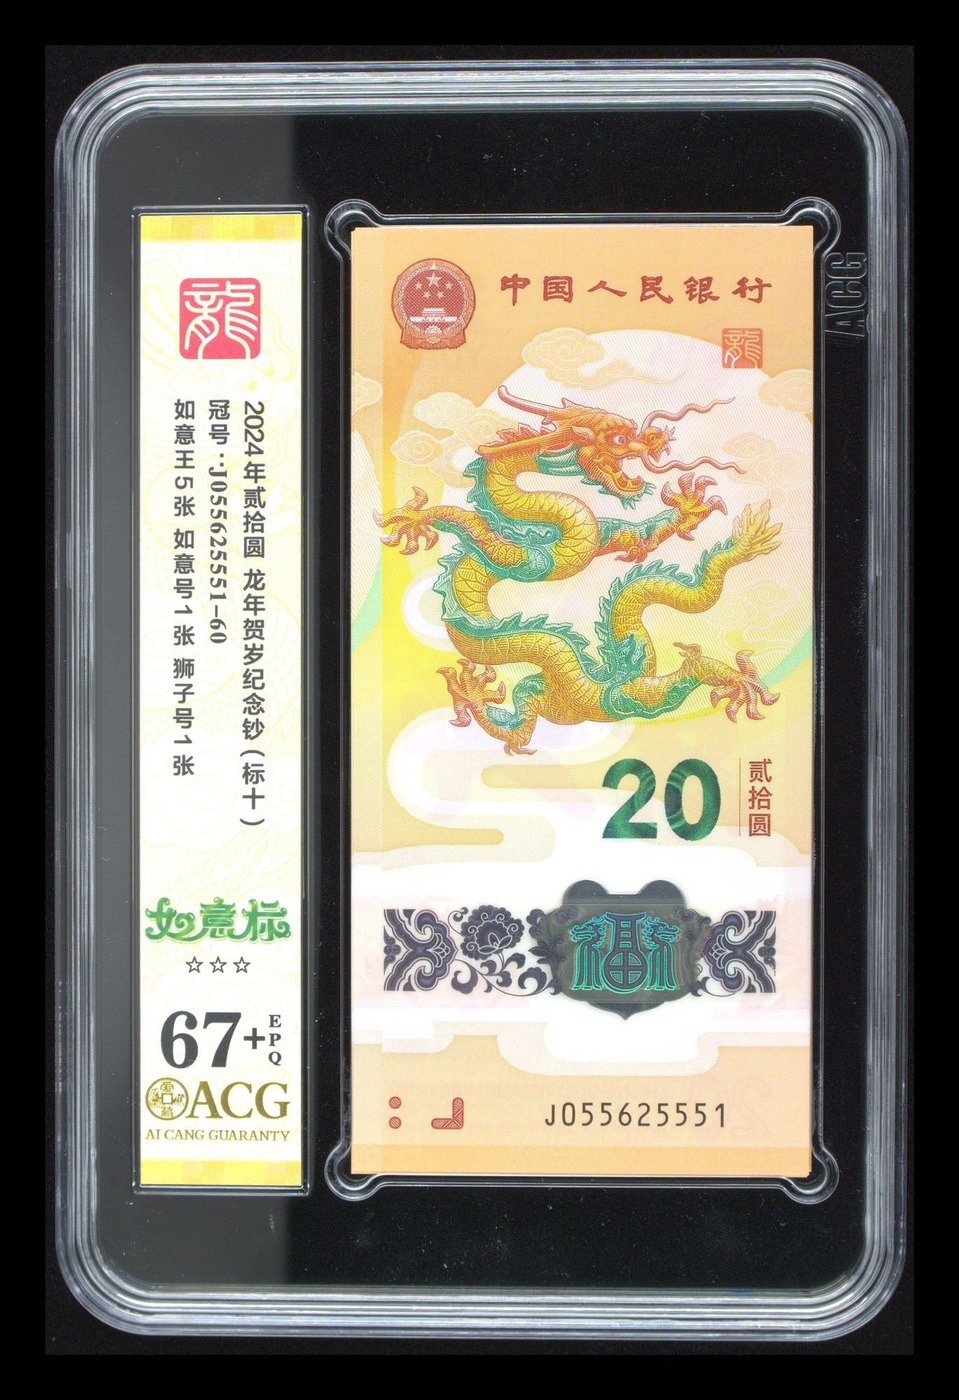 龍
2024年贰拾圆 龙年贺岁纪念钞（标十）
冠号：J055625551-60
如意王5张 如意号1张 狮子号1张
如意标
☆☆☆
67+EPQ
ACG
AI CANG GUARANTY
中国人民银行
龍
20
贰拾圆
福
J055625551
ACG